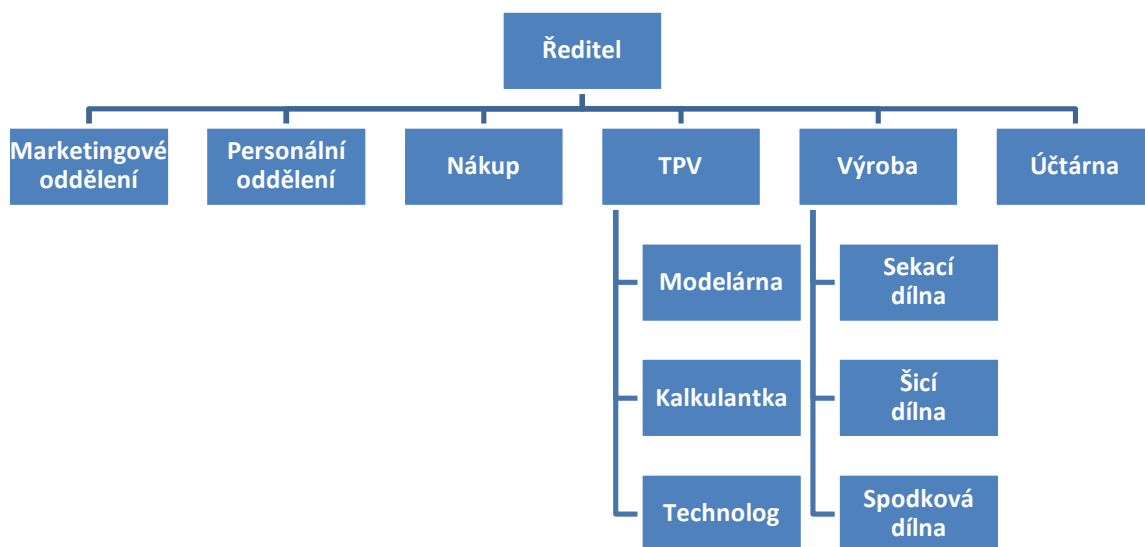 Ředitel
Marketingové
oddělení
Personální
oddělení
Nákup
TPV
Výroba
Účtárna
Modelárna
Sekací
dílna
Kalkulantka
Šicí
dílna
Technolog
Spodková
dílna